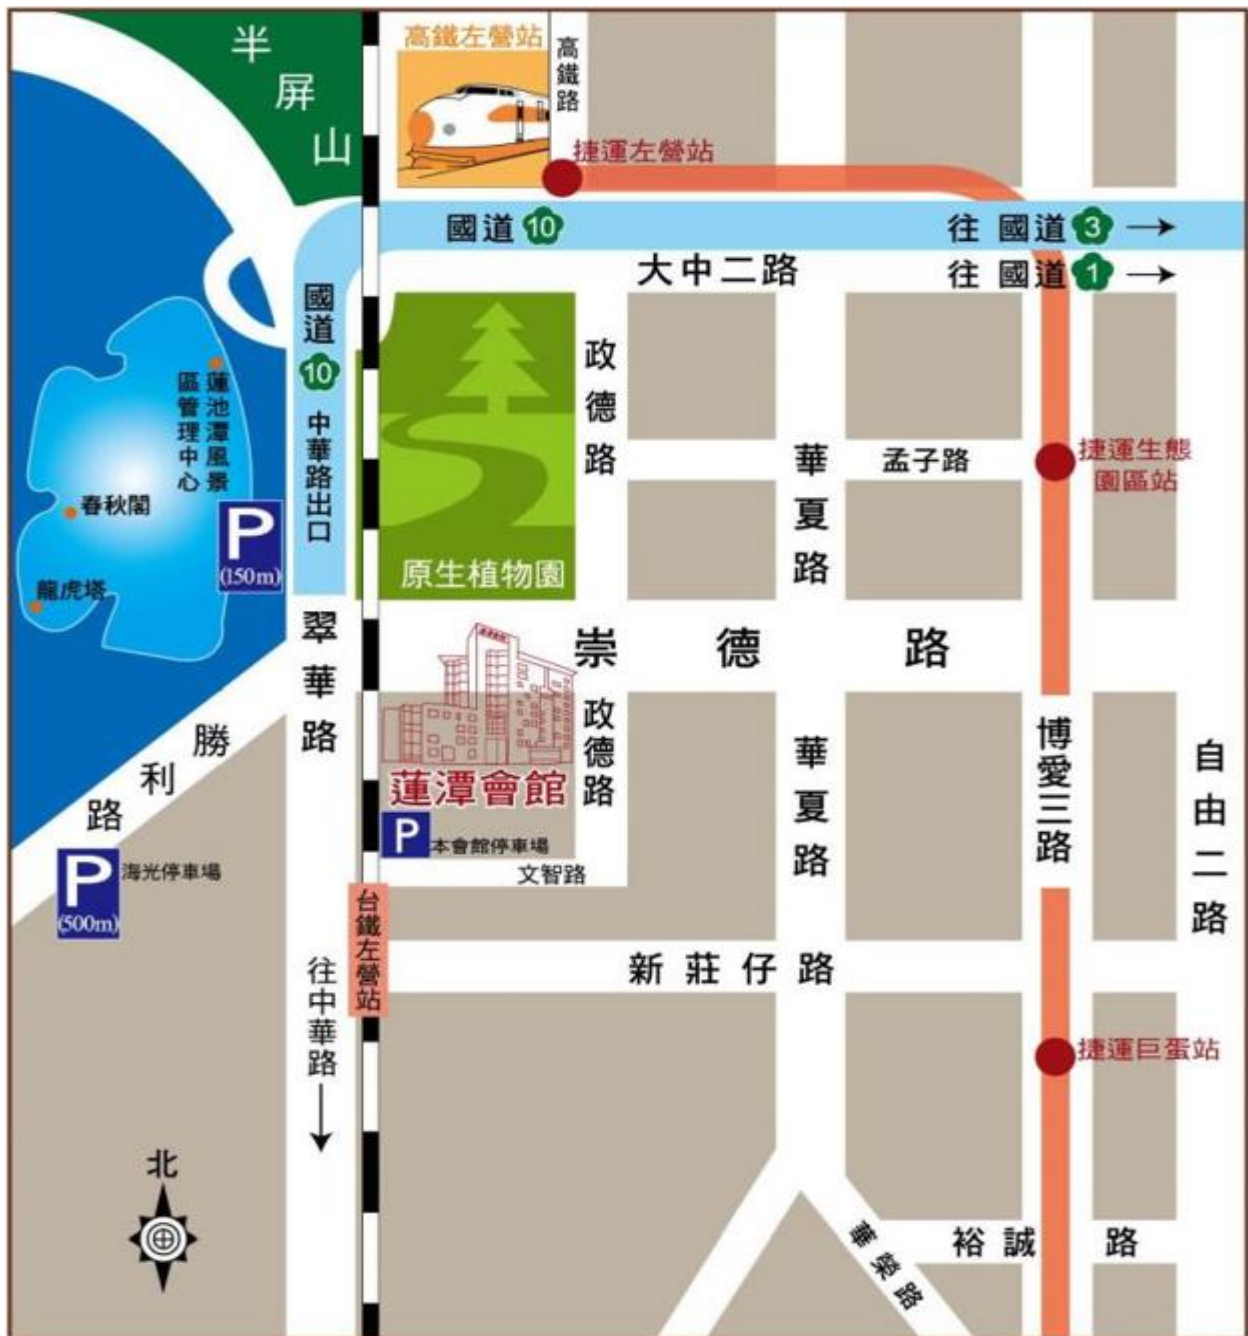 半屏山
高鐵左營站
高鐵路
捷運左營站
國道 10
往 國道 3
大中二路
往 國道 1
國道 10 中華路出口
政德路
蓮池潭風景
區管理中心
春秋閣
龍虎塔
P
(150m)
原生植物園
華夏路
孟子路
捷運生態
園區站
崇德路
翠華路
勝利路
政德路
蓮潭會館
P
本會館停車場
文智路
華夏路
博愛三路
自由二路
P
(500m)
海光停車場
台鐵左營站
新莊仔路
往中華路
捷運巨蛋站
北
裕誠路
華榮路